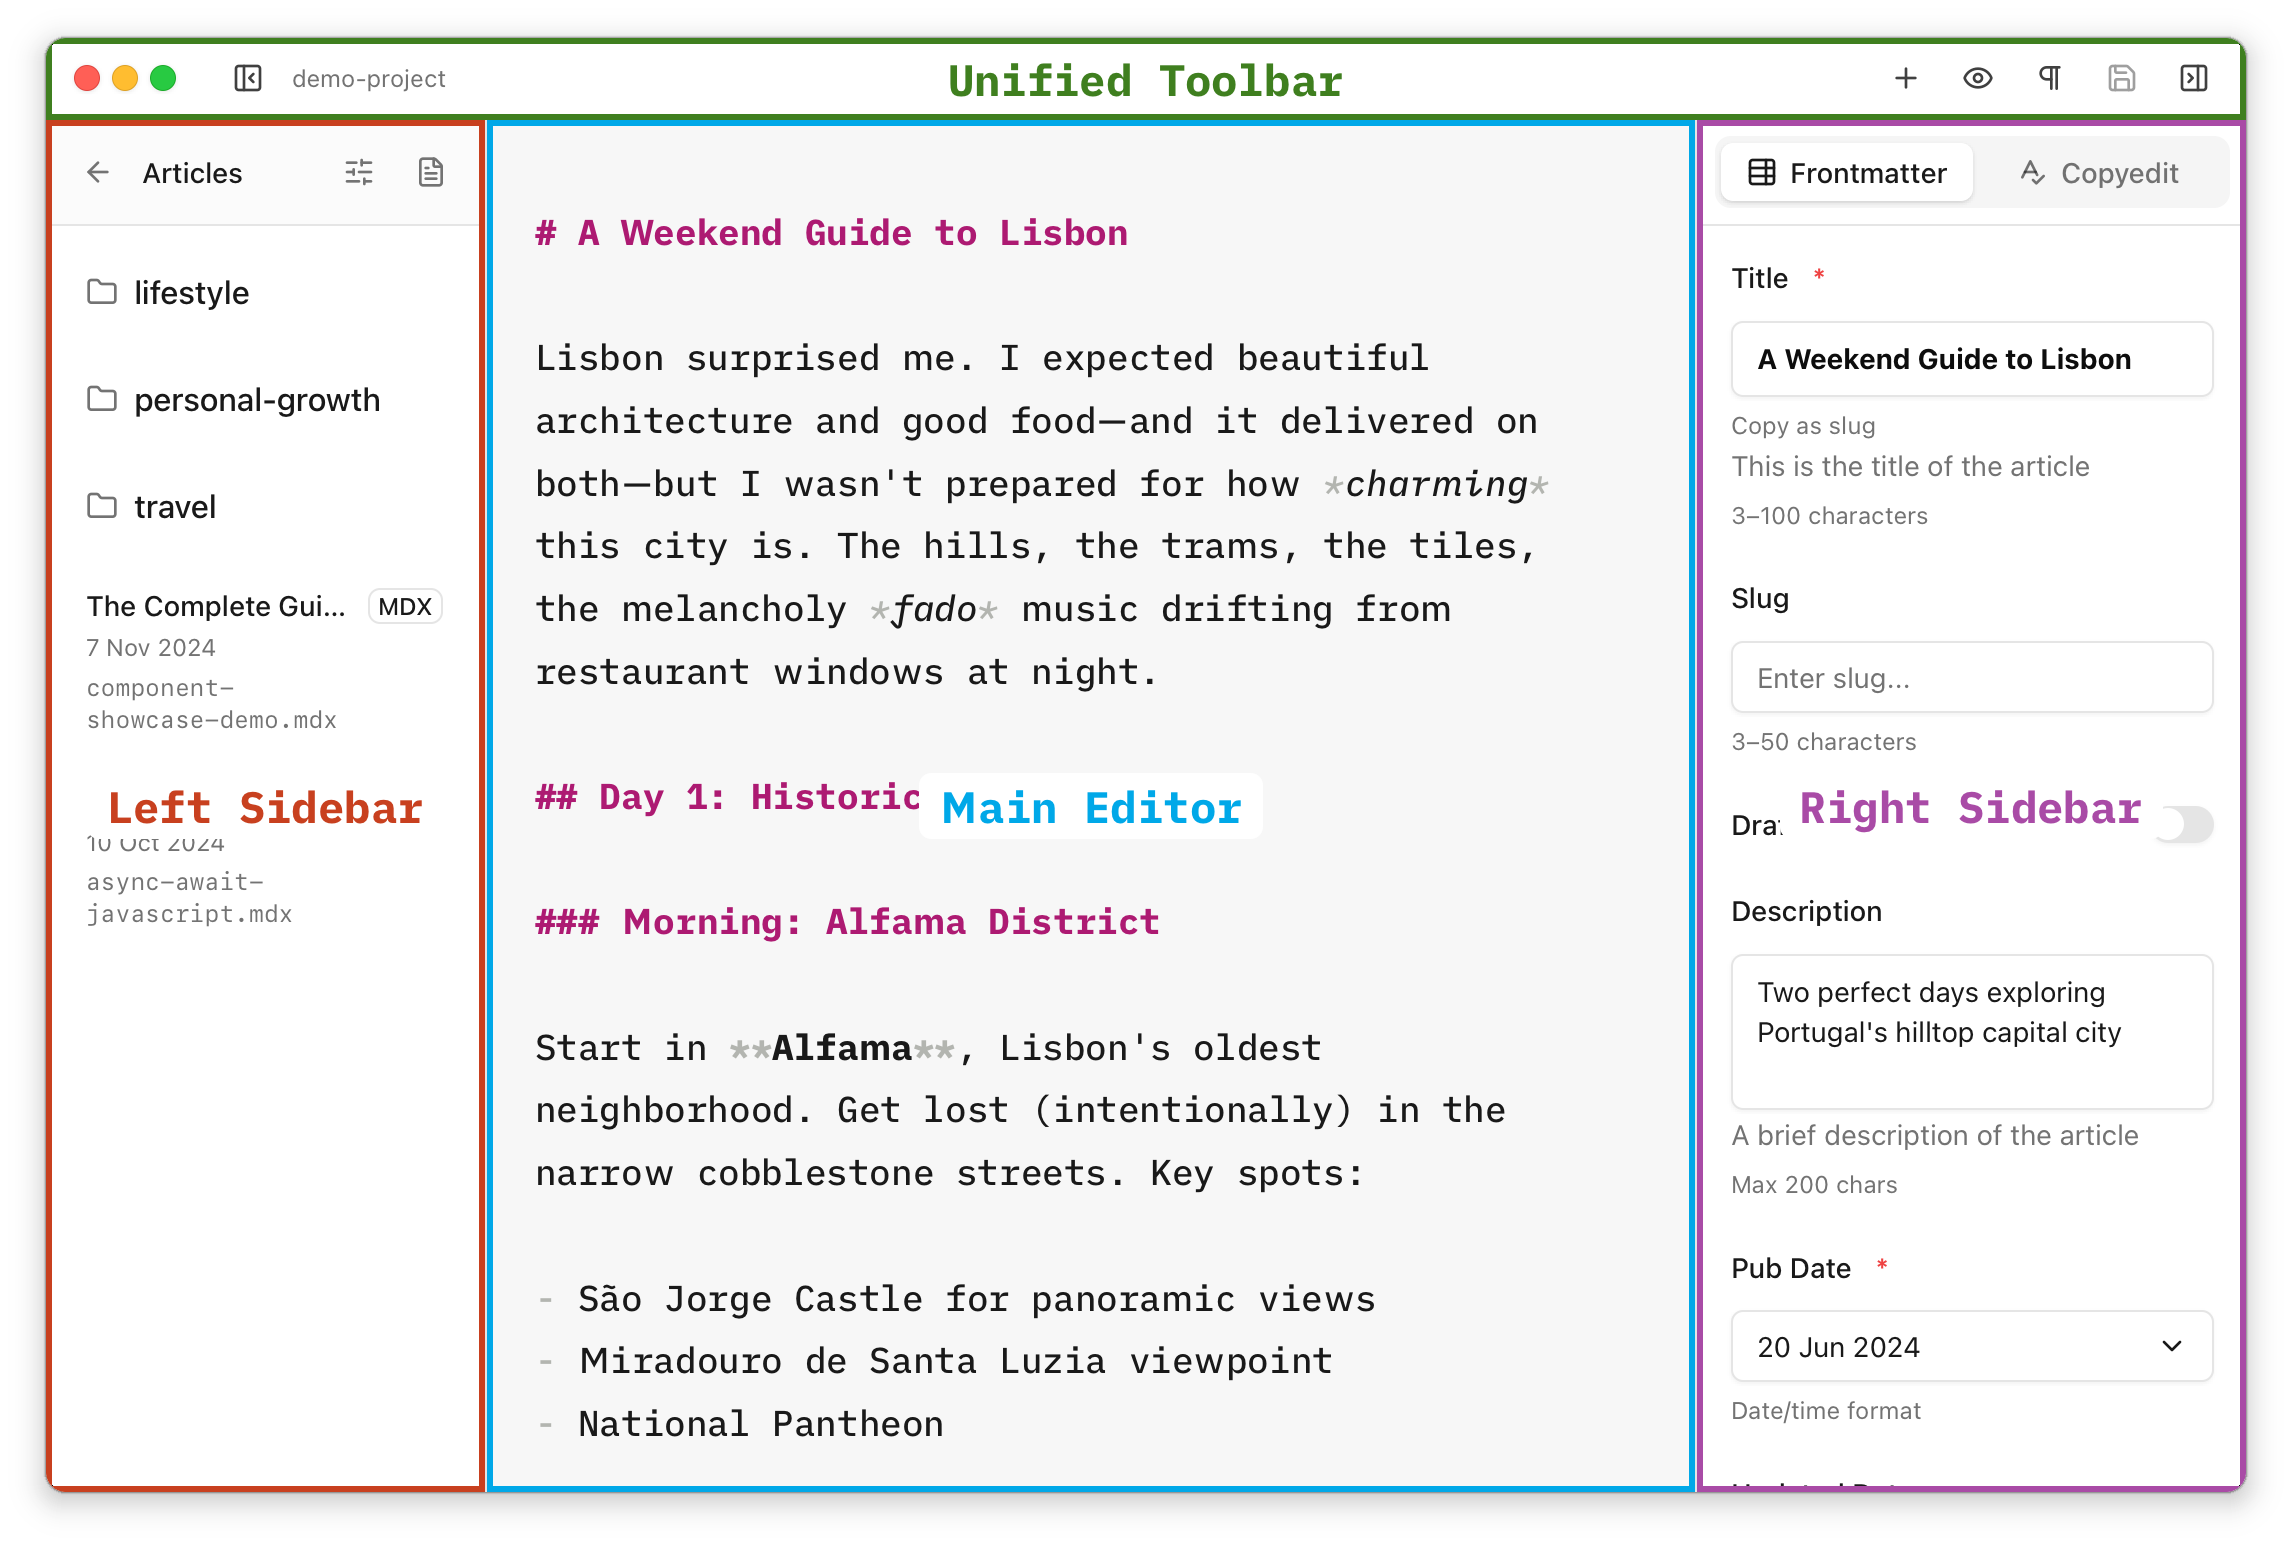 demo-project
Unified Toolbar
Articles
lifestyle
personal-growth
travel
The Complete Gui...
MDX
7 Nov 2024
component-
showcase-demo.mdx
Left Sidebar
10 Oct 2024
async-await-
javascript.mdx
# A Weekend Guide to Lisbon
Lisbon surprised me. I expected beautiful
architecture and good food—and it delivered on
both—but I wasn't prepared for how *charming*
this city is. The hills, the trams, the tiles,
the melancholy *fado* music drifting from
restaurant windows at night.
## Day 1: Historic
Main Editor
### Morning: Alfama District
Start in **Alfama**, Lisbon's oldest
neighborhood. Get lost (intentionally) in the
narrow cobblestone streets. Key spots:
- São Jorge Castle for panoramic views
- Miradouro de Santa Luzia viewpoint
- National Pantheon
Frontmatter
Copyedit
Title *
A Weekend Guide to Lisbon
Copy as slug
This is the title of the article
3–100 characters
Slug
Enter slug...
3–50 characters
Right Sidebar
Description
Two perfect days exploring
Portugal's hilltop capital city
A brief description of the article
Max 200 chars
Pub Date *
20 Jun 2024
Date/time format